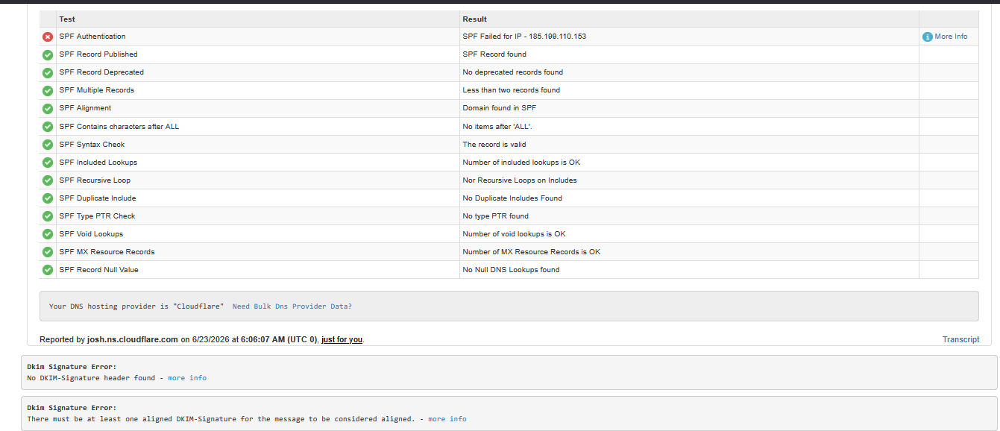 Test Result
SPF Authentication SPF Failed for IP - 185.199.110.153 More Info
SPF Record Published SPF Record found
SPF Record Deprecated No deprecated records found
SPF Multiple Records Less than two records found
SPF Alignment Domain found in SPF
SPF Contains characters after ALL No items after 'ALL'.
SPF Syntax Check The record is valid
SPF Included Lookups Number of included lookups is OK
SPF Recursive Loop Nor Recursive Loops on Includes
SPF Duplicate Include No Duplicate Includes Found
SPF Type PTR Check No type PTR found
SPF Void Lookups Number of void lookups is OK
SPF MX Resource Records Number of MX Resource Records is OK
SPF Record Null Value No Null DNS Lookups found
Your DNS hosting provider is "Cloudflare" Need Bulk Dns Provider Data?
Reported by josh.ns.cloudflare.com on 6/23/2026 at 6:06:07 AM (UTC 0), just for you. Transcript
Dkim Signature Error:
No DKIM-Signature header found - more info
Dkim Signature Error:
There must be at least one aligned DKIM-Signature for the message to be considered aligned. - more info